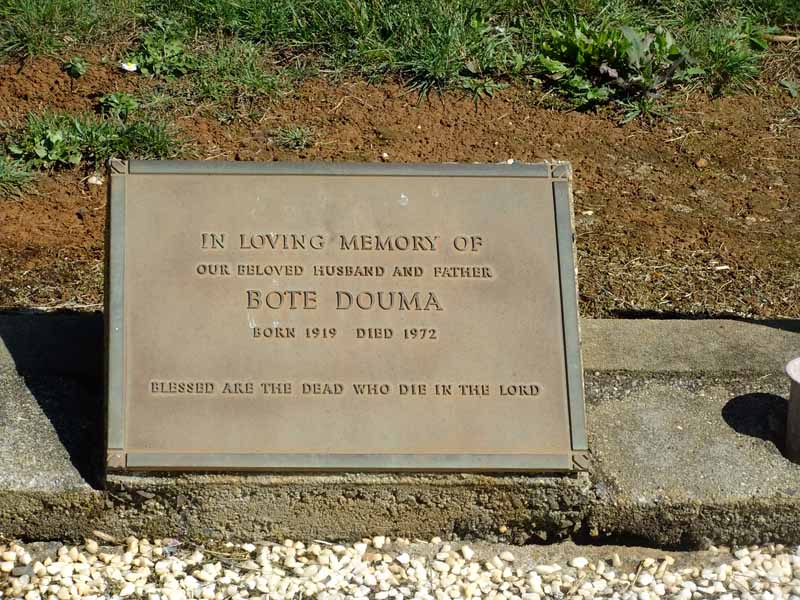 IN LOVING MEMORY OF
OUR BELOVED HUSBAND AND FATHER
BOTE DOUMA
BORN 1919 DIED 1972
BLESSED ARE THE DEAD WHO DIE IN THE LORD